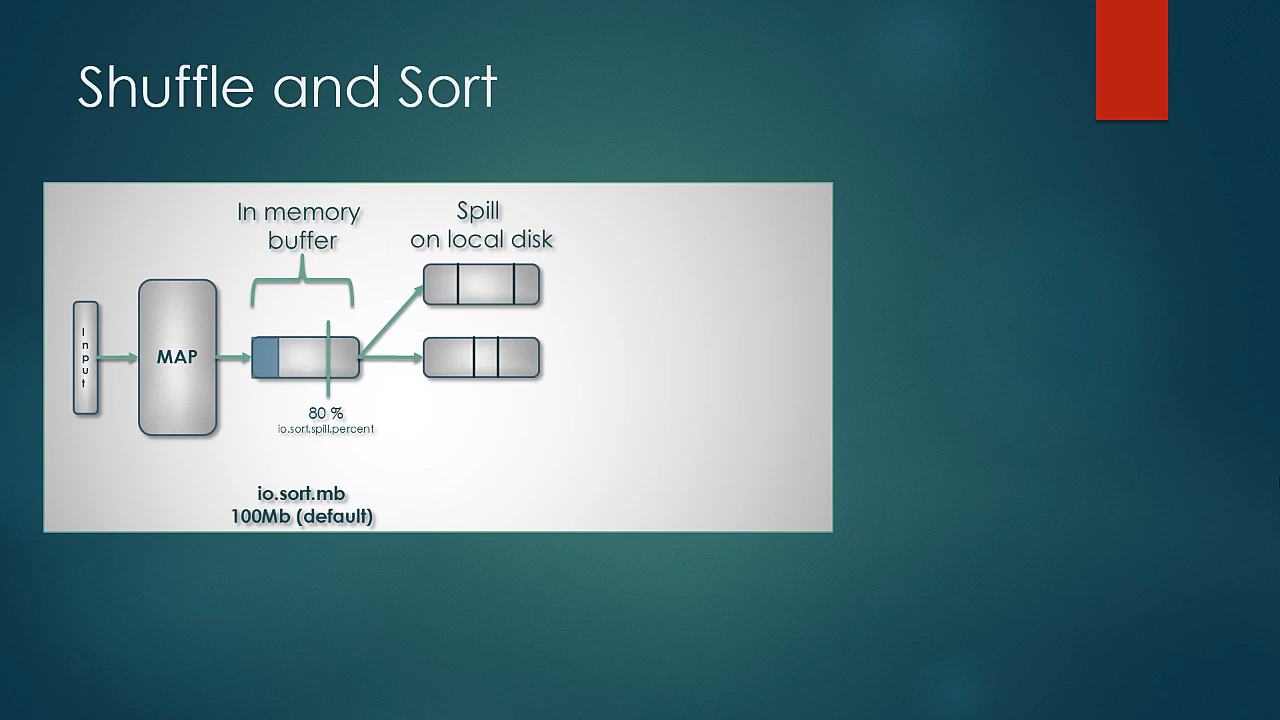 Shuffle and Sort
In memory
buffer
Spill
on local disk
Input
MAP
80 %
io.sort.spill.percent
io.sort.mb
100Mb (default)